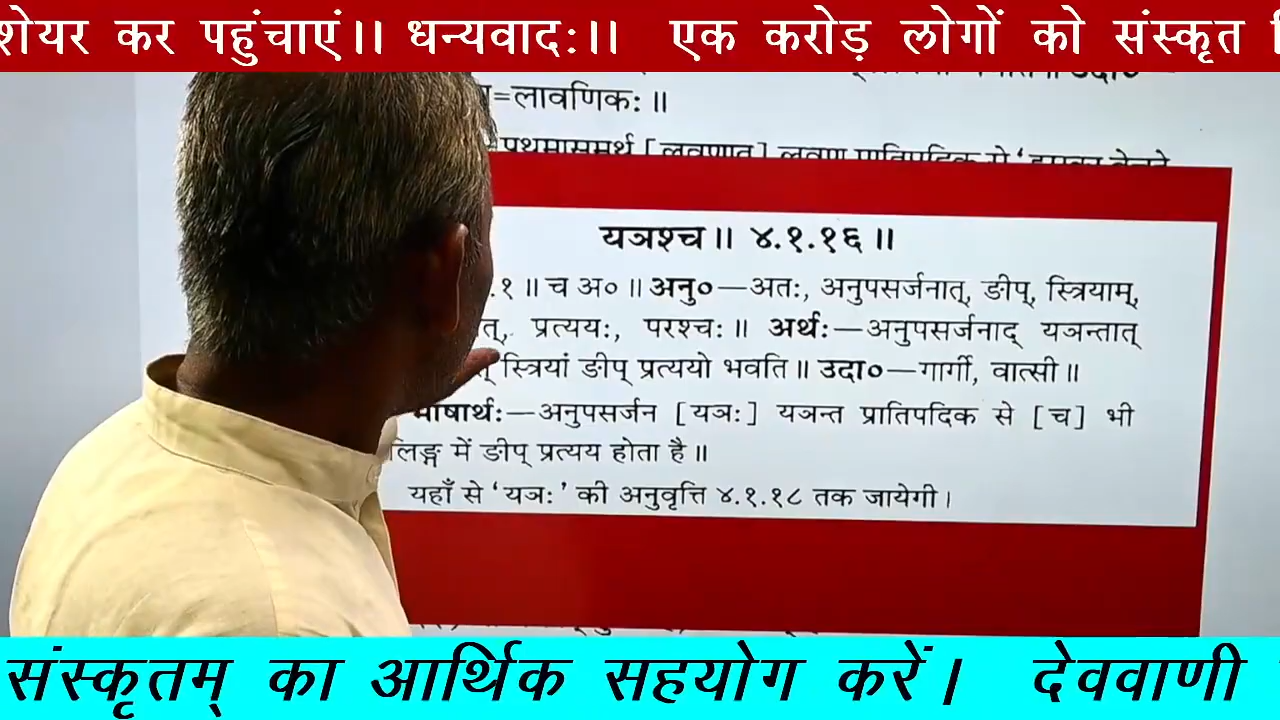 शेयर कर पहुंचाएं।। धन्यवादः।। एक करोड़ लोगों को संस्कृत
=लावणिकः॥
यञश्च॥ ४.१.१६॥
.१॥ च अ०॥ अनु०—अतः, अनुपसर्जनात्, ङीप्, स्त्रियाम्,
त्, प्रत्ययः, परश्चः॥ अर्थः—अनुपसर्जनाद् यञन्तात्
स्त्रियां ङीप् प्रत्ययो भवति॥ उदा०—गार्गी, वात्सी॥
भाषार्थः—अनुपसर्जन [यञः] यञन्त प्रातिपदिक से [च] भी
लिङ्ग में ङीप् प्रत्यय होता है॥
यहाँ से ‘यञः’ की अनुवृत्ति ४.१.१८ तक जायेगी।
संस्कृतम् का आर्थिक सहयोग करें। देववाणी